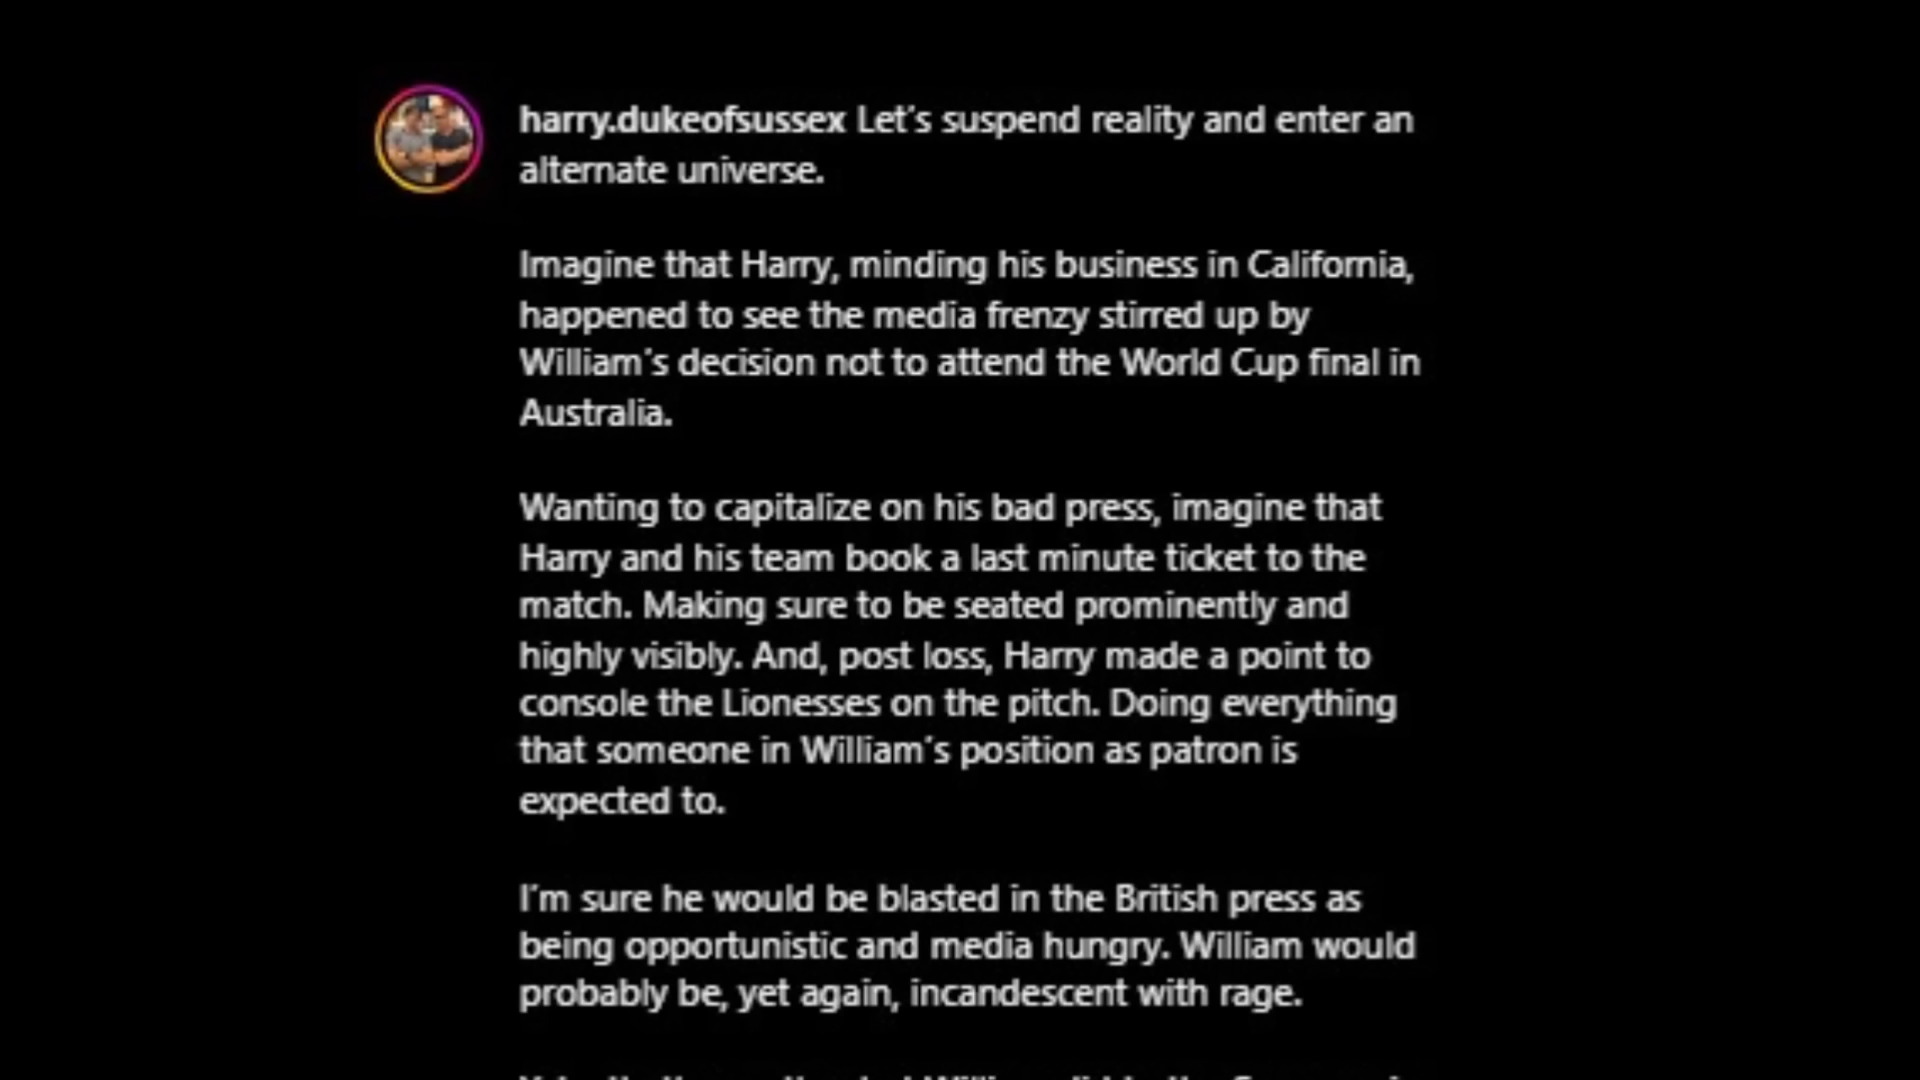 harry.dukeofsussex Let's suspend reality and enter an
alternate universe.
Imagine that Harry, minding his business in California,
happened to see the media frenzy stirred up by
William's decision not to attend the World Cup final in
Australia.
Wanting to capitalize on his bad press, imagine that
Harry and his team book a last minute ticket to the
match. Making sure to be seated prominently and
highly visibly. And, post loss, Harry made a point to
console the Lionesses on the pitch. Doing everything
that someone in William's position as patron is
expected to.
I'm sure he would be blasted in the British press as
being opportunistic and media hungry. William would
probably be, yet again, incandescent with rage.